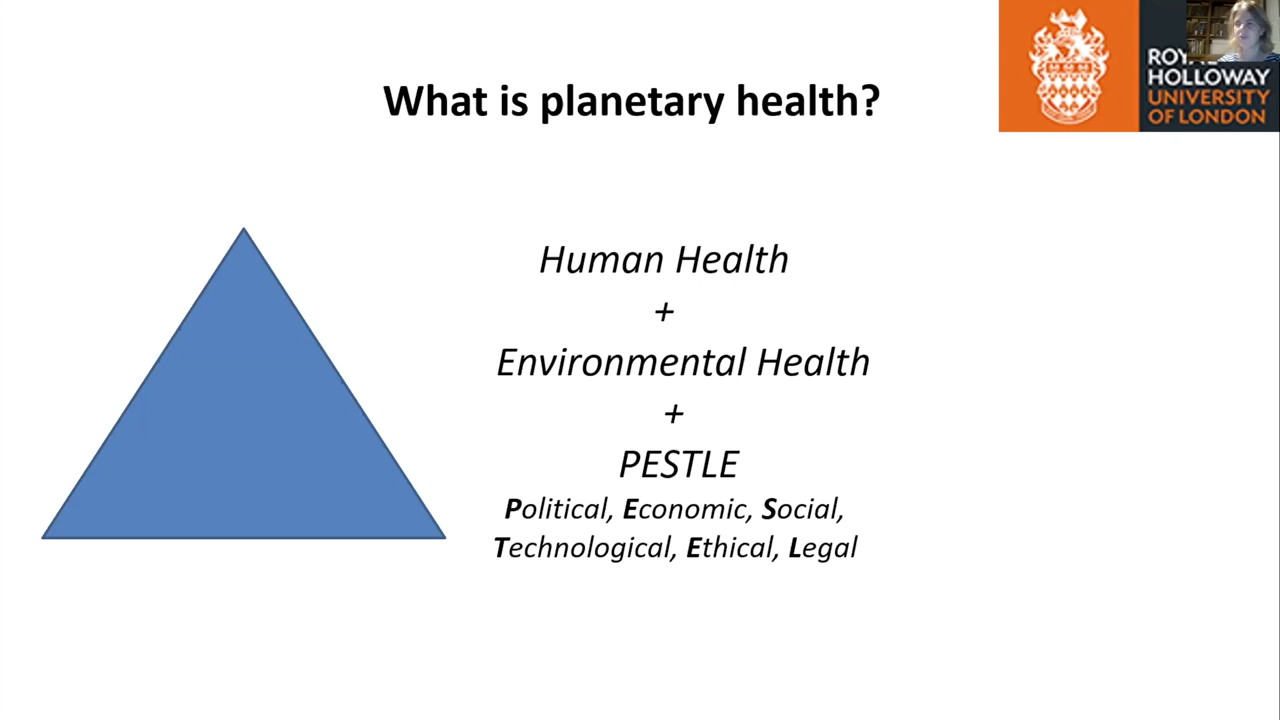 What is planetary health?
ROY
HOLLOWAY
UNIVERSITY
OF LONDON
Human Health
+
Environmental Health
+
PESTLE
Political, Economic, Social,
Technological, Ethical, Legal